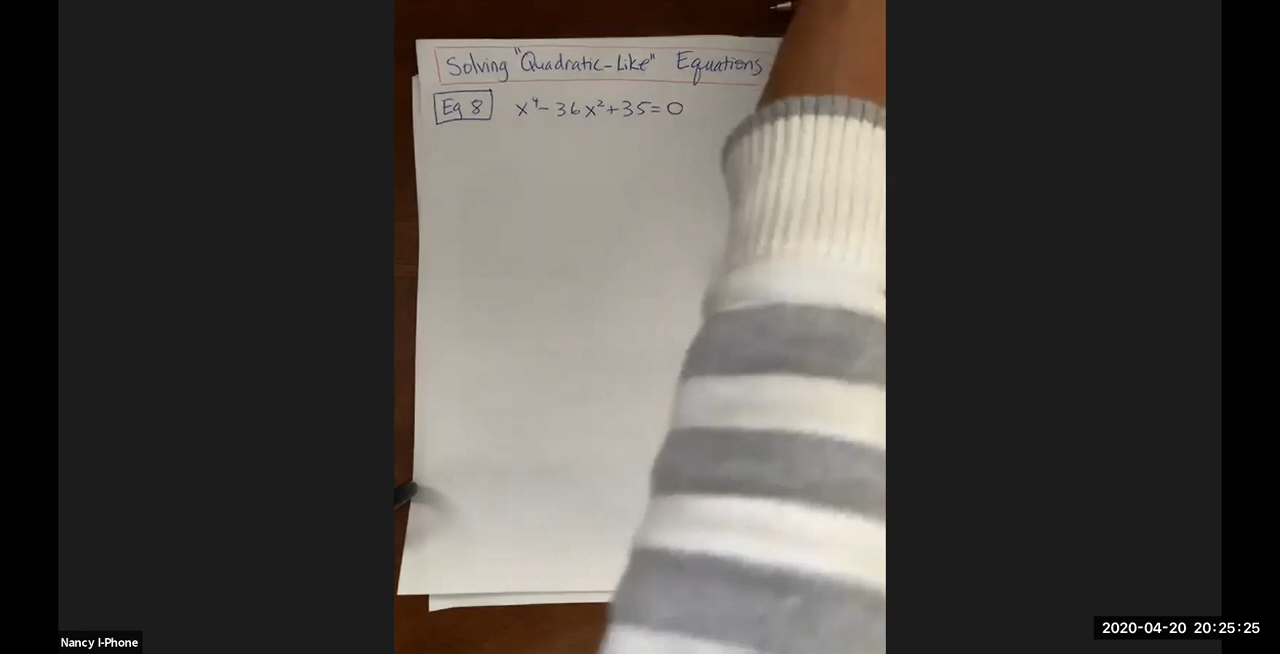 Solving "Quadratic-Like" Equations
Eg 8 x⁴- 36x²+35=0
Nancy I-Phone
2020-04-20 20:25:25